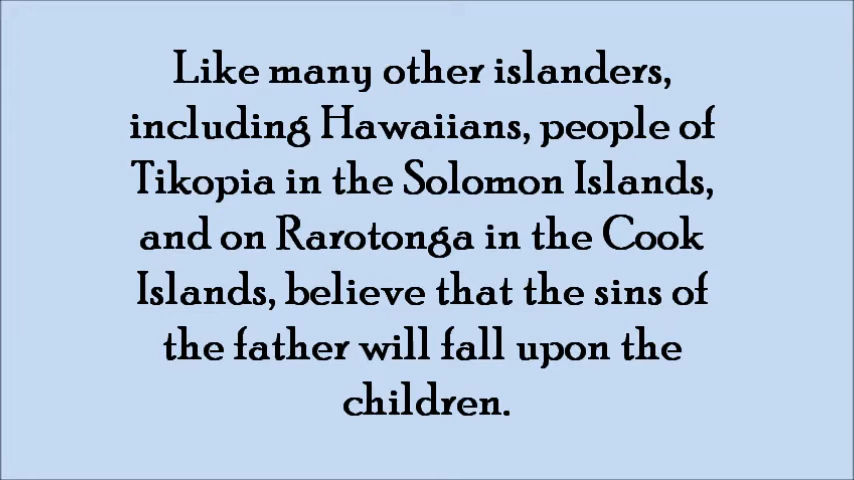 Like many other islanders,
including Hawaiians, people of
Tikopia in the Solomon Islands,
and on Rarotonga in the Cook
Islands, believe that the sins of
the father will fall upon the
children.